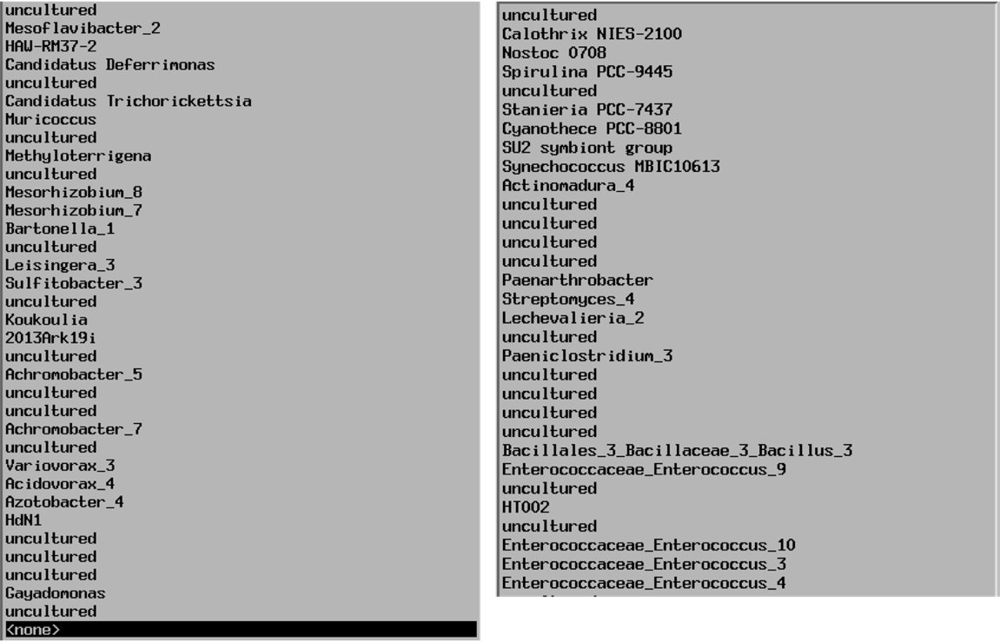 uncultured
Mesoflavibacter_2
HAW-RM37-2
Candidatus Deferrimonas
uncultured
Candidatus Trichorickettsia
Muricoccus
uncultured
Methyloterrigena
uncultured
Mesorhizobium_8
Mesorhizobium_7
Bartonella_1
uncultured
Leisingera_3
Sulfitobacter_3
uncultured
Koukoulia
2013Ark19i
uncultured
Achromobacter_5
uncultured
uncultured
Achromobacter_7
uncultured
Variovorax_3
Acidovorax_4
Azotobacter_4
HdN1
uncultured
uncultured
uncultured
Gayadomonas
uncultured
<none>
uncultured
Calothrix NIES-2100
Nostoc 0708
Spirulina PCC-9445
uncultured
Stanieria PCC-7437
Cyanothece PCC-8801
SU2 symbiont group
Synechococcus MBIC10613
Actinomadura_4
uncultured
uncultured
uncultured
uncultured
Paenarthrobacter
Streptomyces_4
Lechevalieria_2
uncultured
Paeniclostridium_3
uncultured
uncultured
uncultured
uncultured
Bacillales_3_Bacillaceae_3_Bacillus_3
Enterococcaceae_Enterococcus_9
uncultured
HT002
uncultured
Enterococcaceae_Enterococcus_10
Enterococcaceae_Enterococcus_3
Enterococcaceae_Enterococcus_4